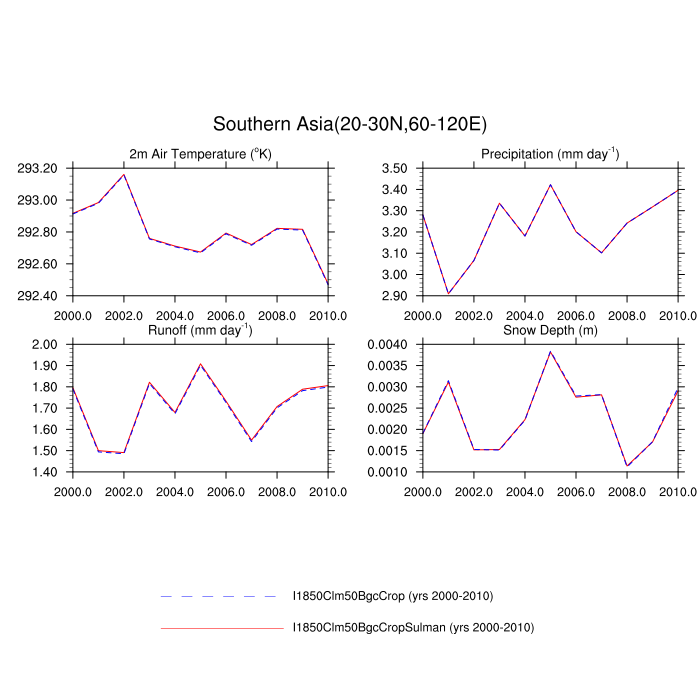 Southern Asia(20-30N,60-120E)
2m Air Temperature (°K)
293.20
293.00
292.80
292.60
292.40
2000.0 2002.0 2004.0 2006.0 2008.0 2010.0
Precipitation (mm day⁻¹)
3.50
3.40
3.30
3.20
3.10
3.00
2.90
2000.0 2002.0 2004.0 2006.0 2008.0 2010.0
Runoff (mm day⁻¹)
2.00
1.90
1.80
1.70
1.60
1.50
1.40
2000.0 2002.0 2004.0 2006.0 2008.0 2010.0
Snow Depth (m)
0.0040
0.0035
0.0030
0.0025
0.0020
0.0015
0.0010
2000.0 2002.0 2004.0 2006.0 2008.0 2010.0
I1850Clm50BgcCrop (yrs 2000-2010)
I1850Clm50BgcCropSulman (yrs 2000-2010)